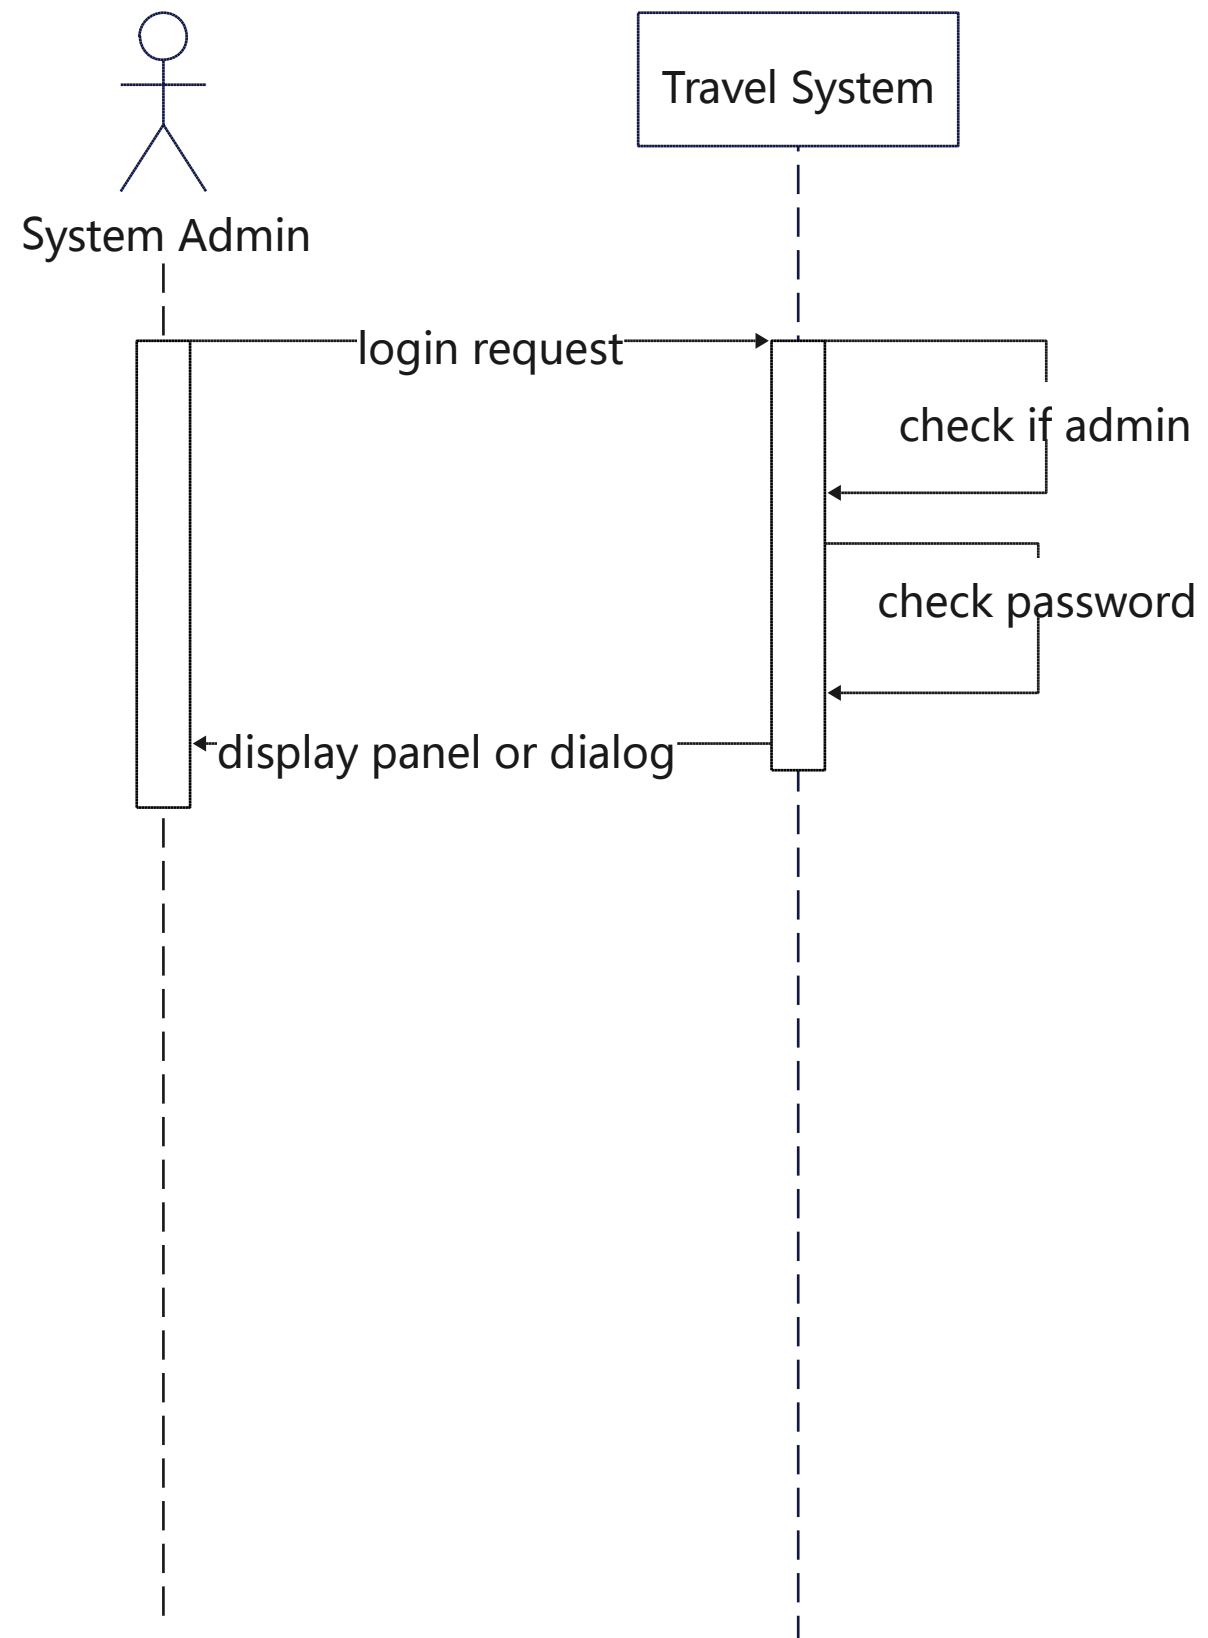 Travel System
System Admin
login request
check if admin
check password
display panel or dialog